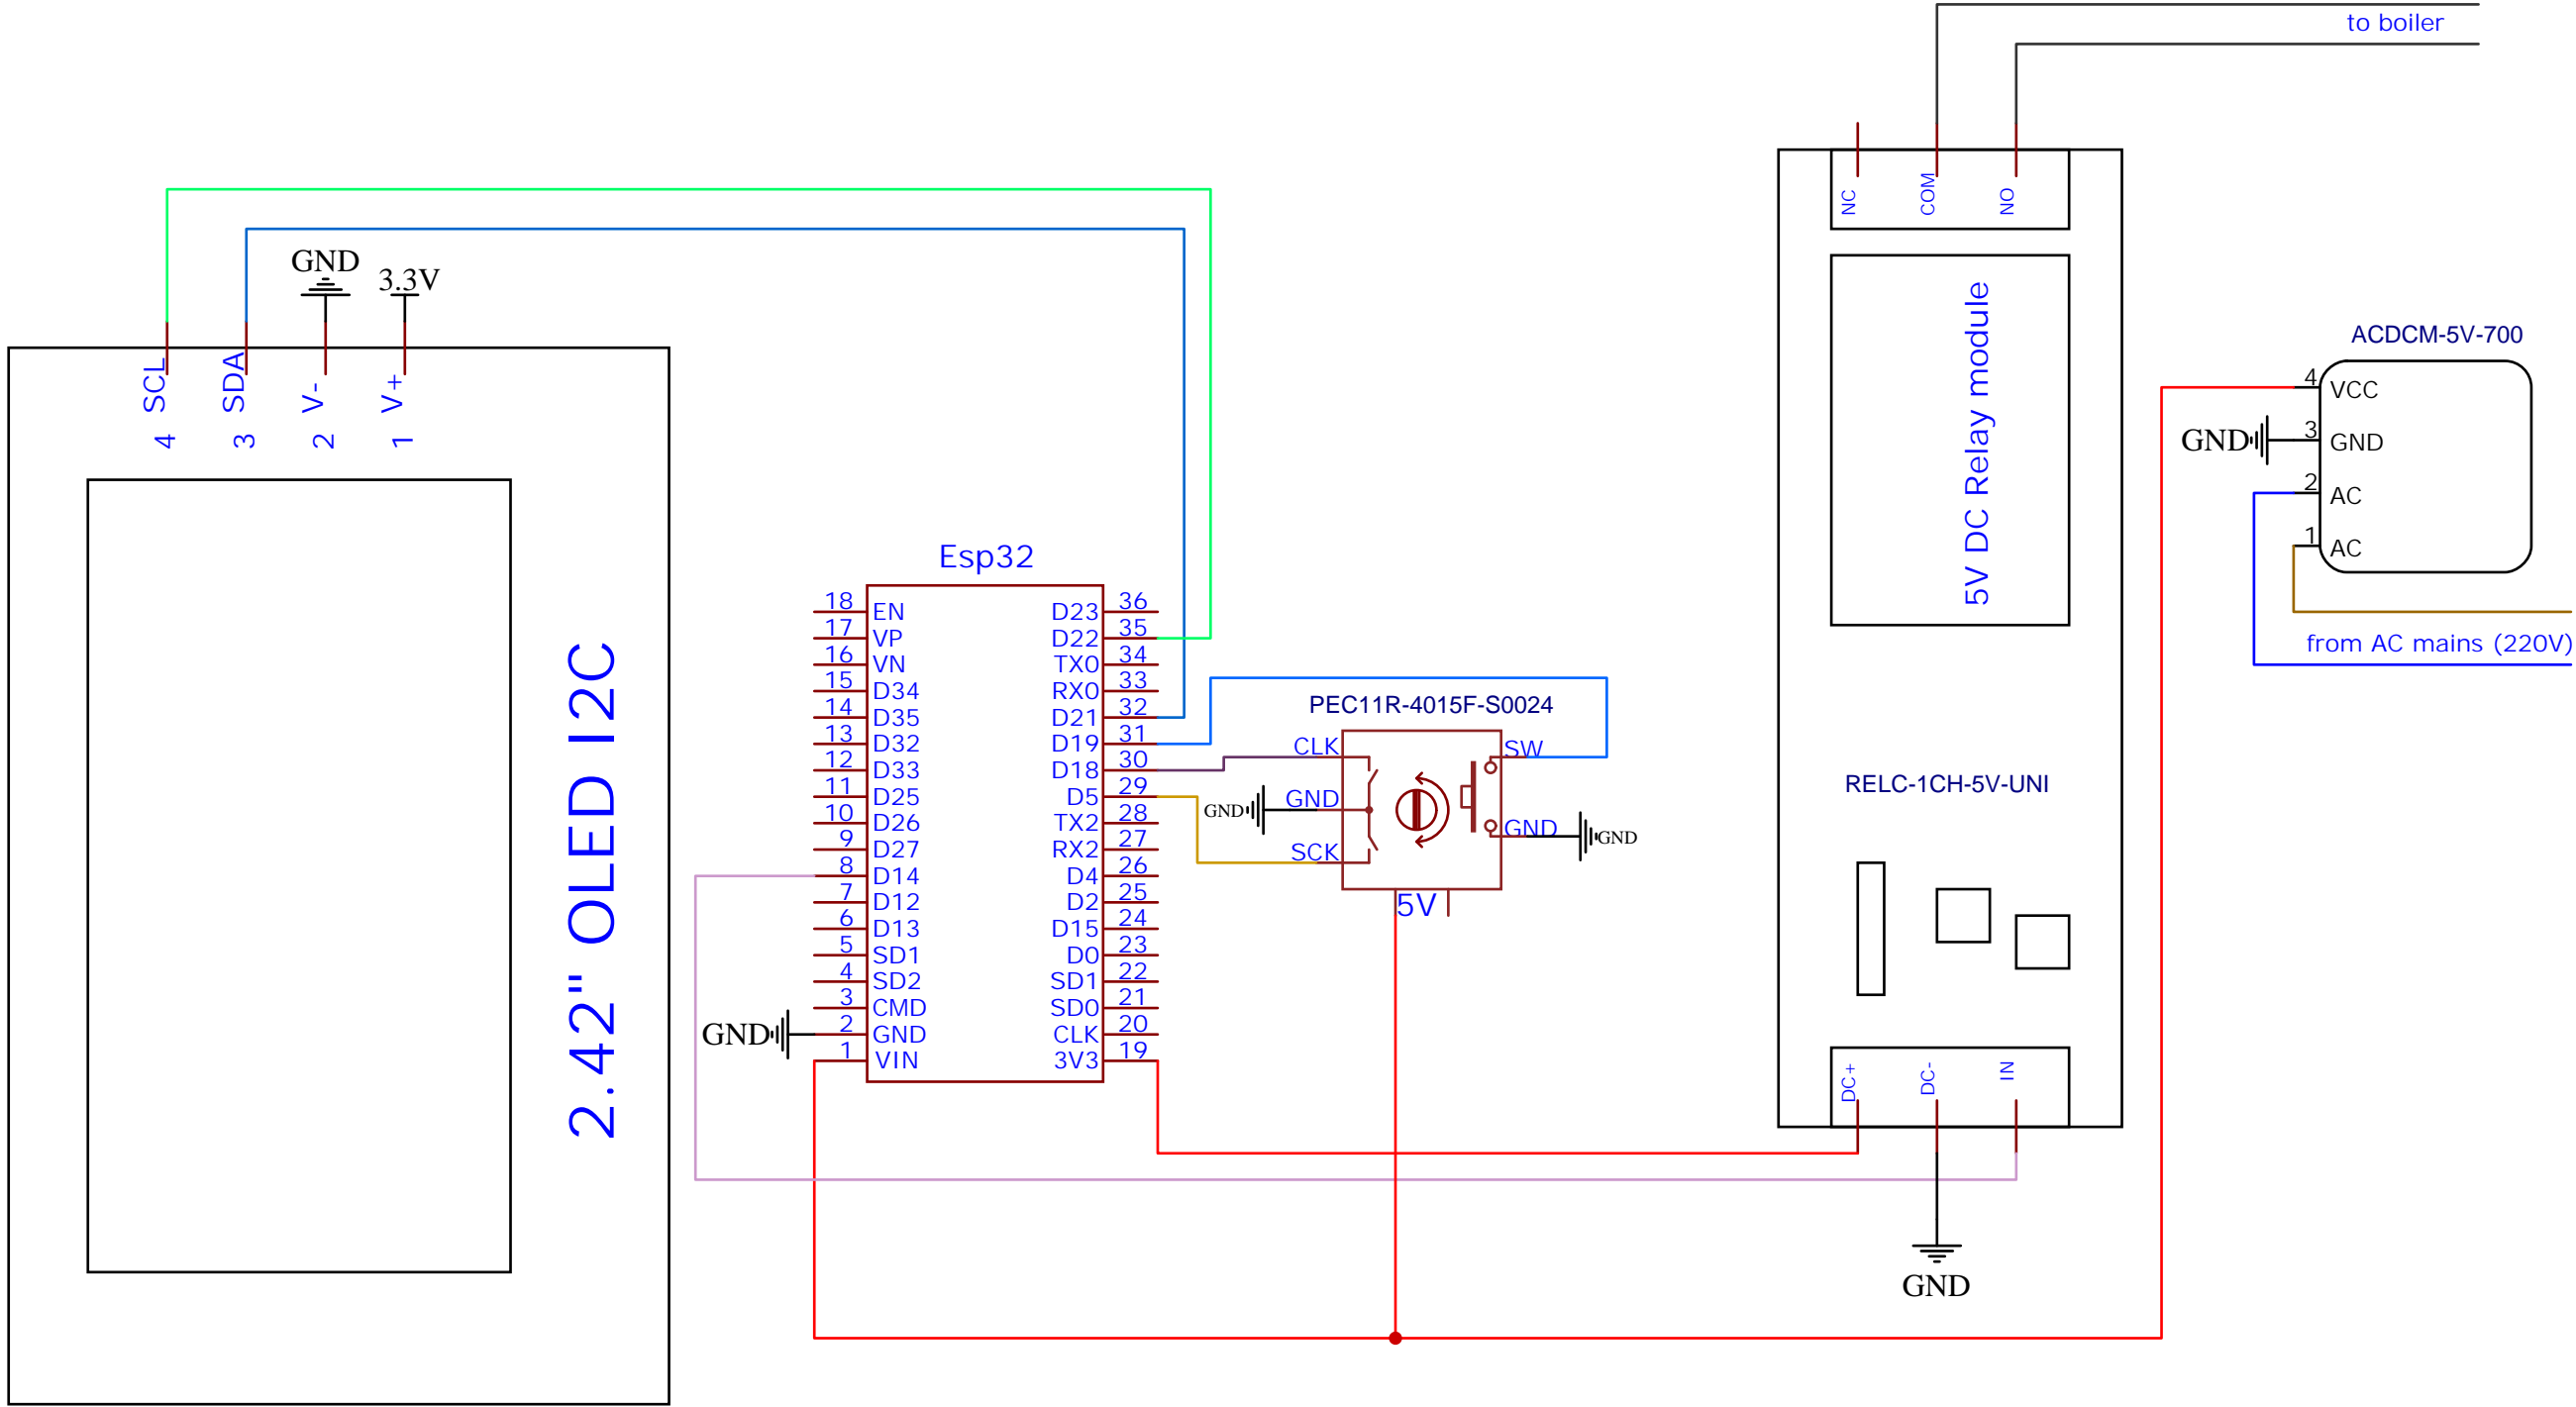 to boiler
NC
COM
NO
5V DC Relay module
RELC-1CH-5V-UNI
DC+
DC-
IN
GND
ACDCM-5V-700
4 VCC
GND 3 GND
2 AC
1 AC
from AC mains (220V)
GND
3.3V
SCL
SDA
V-
V+
4
3
2
1
2.42" OLED I2C
Esp32
18 EN
17 VP
16 VN
15 D34
14 D35
13 D32
12 D33
11 D25
10 D26
9 D27
8 D14
7 D12
6 D13
5 SD1
4 SD2
3 CMD
GND 2 GND
1 VIN
D23 36
D22 35
TX0 34
RX0 33
D21 32
D19 31
D18 30
D5 29
TX2 28
RX2 27
D4 26
D2 25
D15 24
D0 23
SD1 22
SD0 21
CLK 20
3V3 19
PEC11R-4015F-S0024
CLK
SW
GND GND
GND GND
SCK
5V